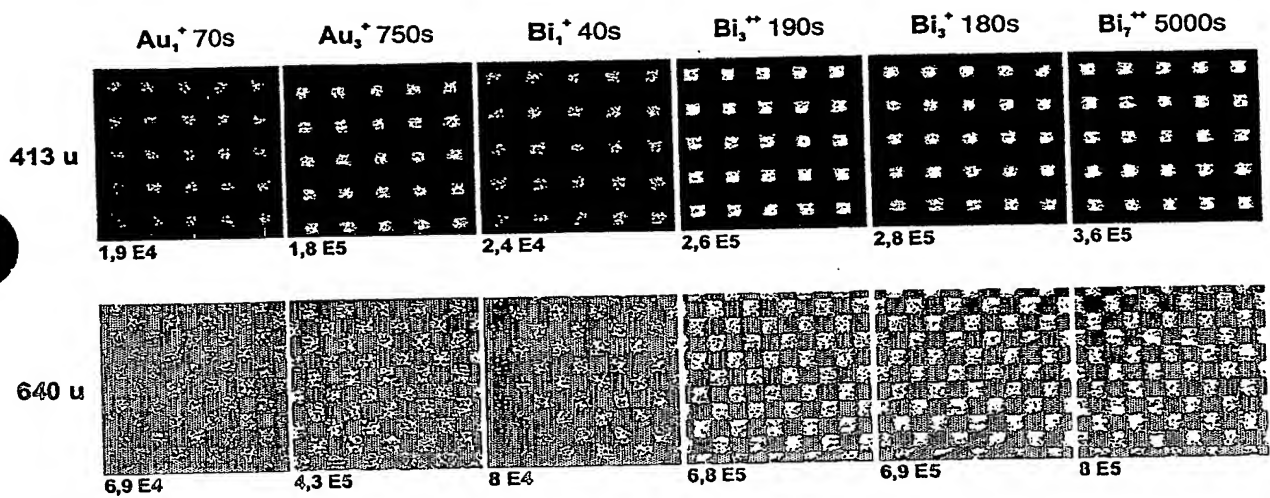 Au₁⁺ 70s Au₃⁺ 750s Bi₁⁺ 40s Bi₃⁺⁺ 190s Bi₃⁺ 180s Bi₇⁺⁺ 5000s
413 u
1,9 E4 1,8 E5 2,4 E4 2,6 E5 2,8 E5 3,6 E5
640 u
6,9 E4 4,3 E5 8 E4 6,8 E5 6,9 E5 8 E5